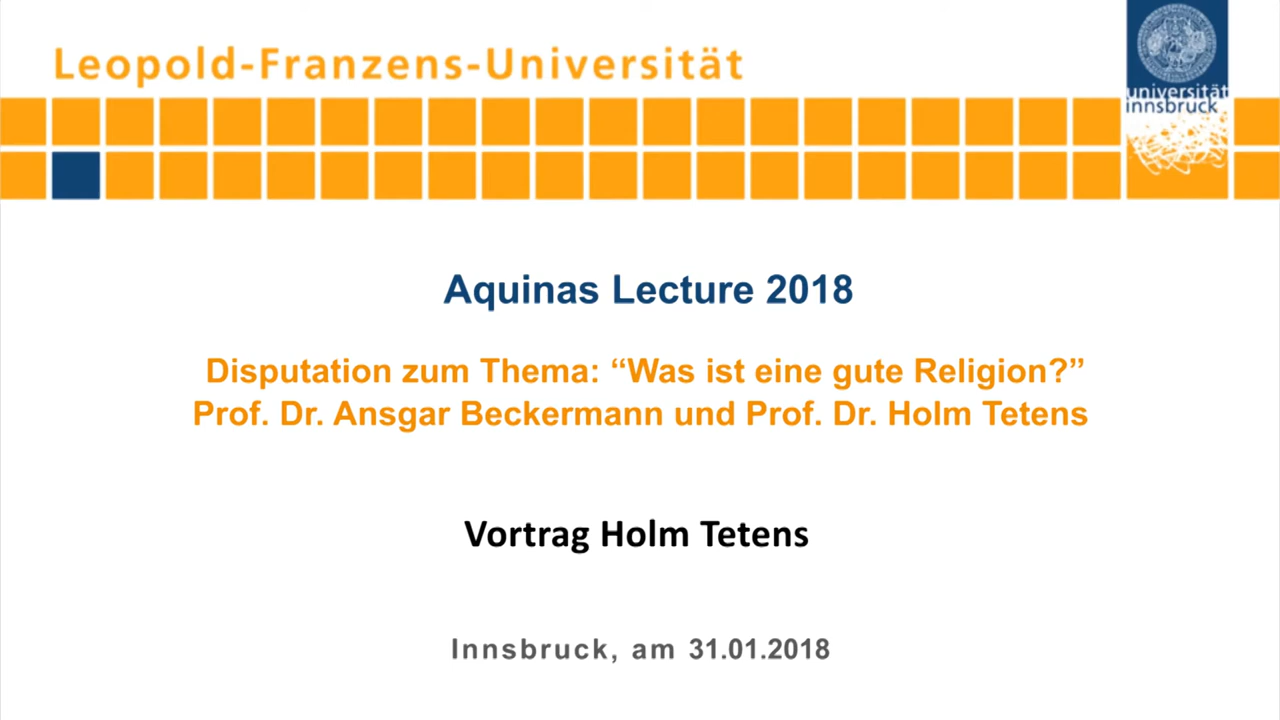 Leopold-Franzens-Universität
universität
innsbruck
Aquinas Lecture 2018
Disputation zum Thema: “Was ist eine gute Religion?”
Prof. Dr. Ansgar Beckermann und Prof. Dr. Holm Tetens
Vortrag Holm Tetens
Innsbruck, am 31.01.2018